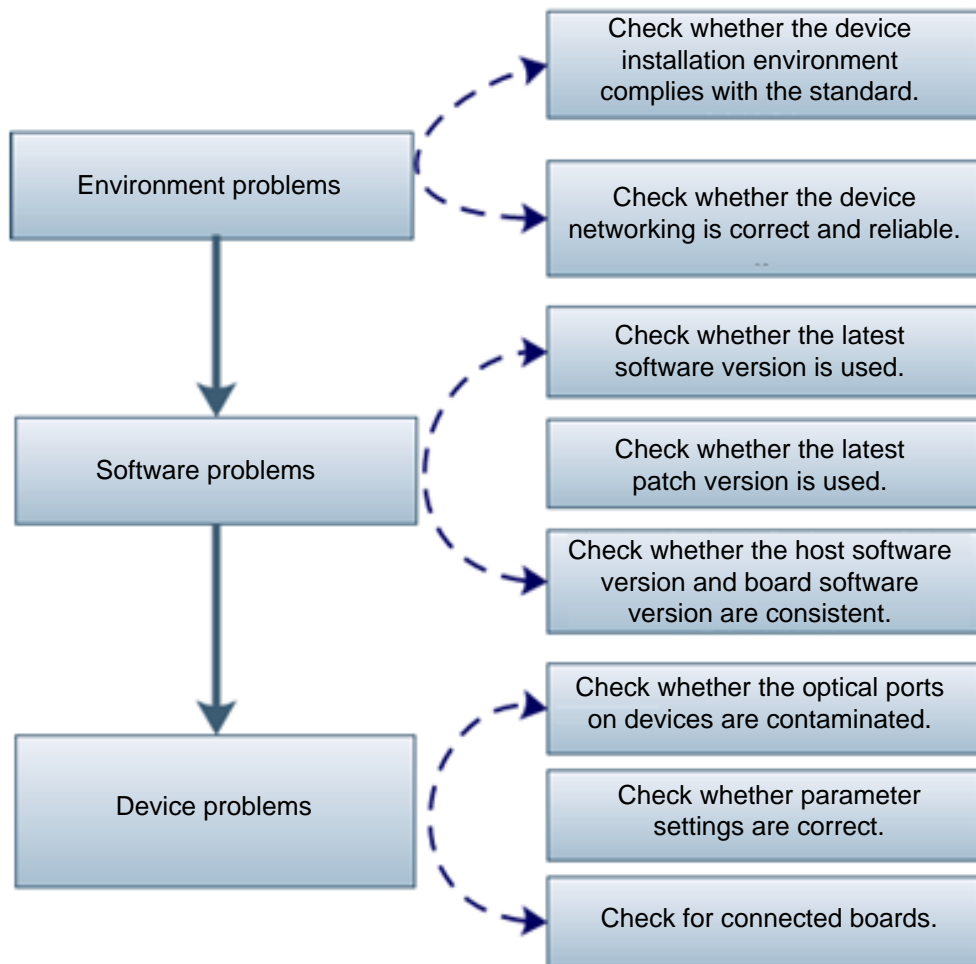 Check whether the device
installation environment
complies with the standard.
Environment problems
Check whether the device
networking is correct and reliable.
Check whether the latest
software version is used.
Software problems
Check whether the latest
patch version is used.
Check whether the host software
version and board software
version are consistent.
Check whether the optical ports
on devices are contaminated.
Device problems
Check whether parameter
settings are correct.
Check for connected boards.